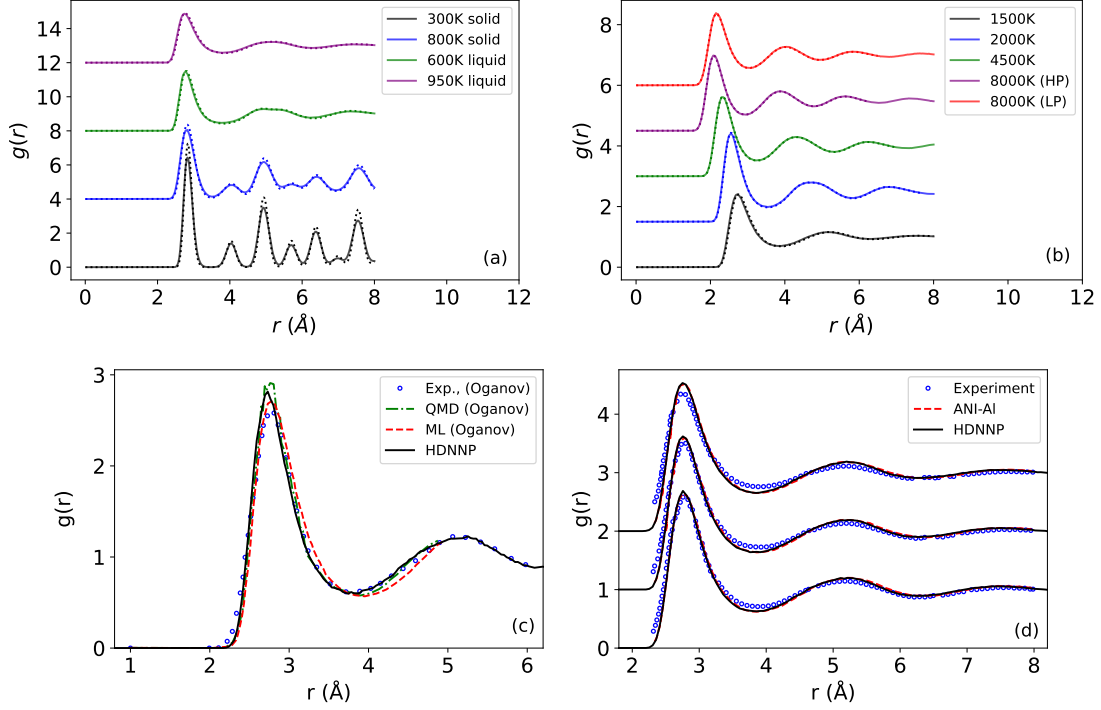 14
12
10
8
6
4
2
0
g(r)
300K solid
800K solid
600K liquid
950K liquid
(a)
0 2 4 6 8 10 12
r (Å)
8
6
4
2
0
g(r)
1500K
2000K
4500K
8000K (HP)
8000K (LP)
(b)
0 2 4 6 8 10 12
r (Å)
3
2
1
0
g(r)
Exp., (Oganov)
QMD (Oganov)
ML (Oganov)
HDNNP
(c)
1 2 3 4 5 6
r (Å)
4
3
2
1
0
g(r)
Experiment
ANI-Al
HDNNP
(d)
2 3 4 5 6 7 8
r (Å)